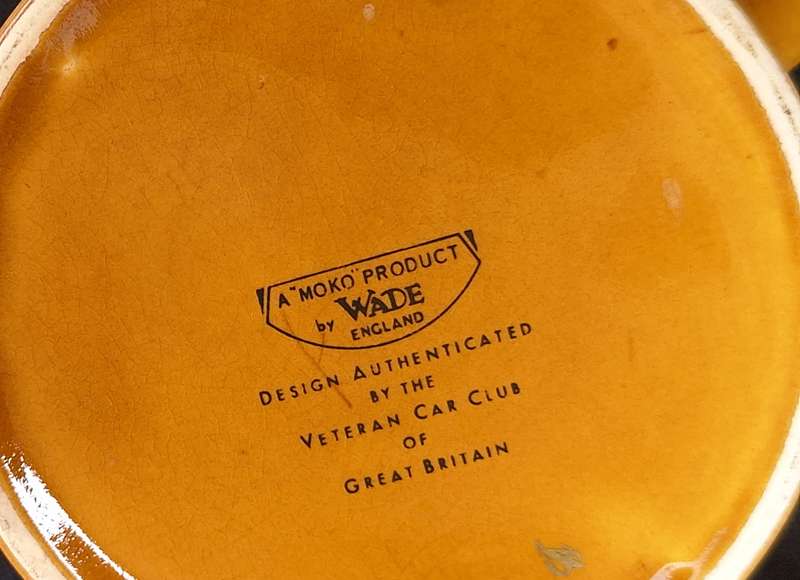 A "MOKO" PRODUCT
by WADE
ENGLAND
DESIGN AUTHENTICATED
BY THE
VETERAN CAR CLUB
OF
GREAT BRITAIN